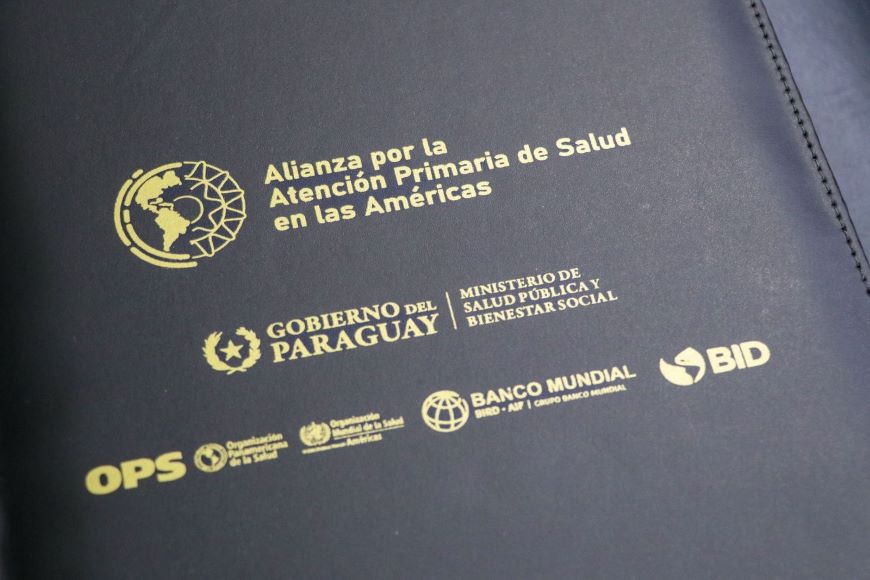 Alianza por la
Atención Primaria de Salud
en las Américas
GOBIERNO DEL
PARAGUAY
MINISTERIO DE
SALUD PÚBLICA Y
BIENESTAR SOCIAL
OPS
Organización
Panamericana
de la Salud
Organización
Mundial de la Salud
Américas
BANCO MUNDIAL
BIRD • AIF | GRUPO BANCO MUNDIAL
BID